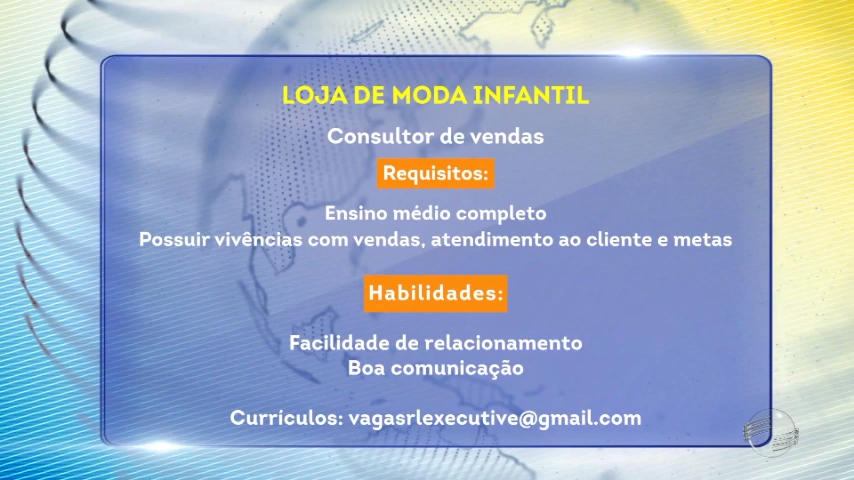 LOJA DE MODA INFANTIL
Consultor de vendas
Requisitos:
Ensino médio completo
Possuir vivências com vendas, atendimento ao cliente e metas
Habilidades:
Facilidade de relacionamento
Boa comunicação
Currículos: vagasrlexecutive@gmail.com